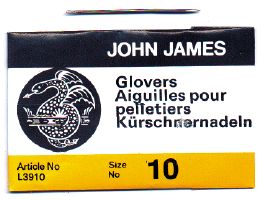 JOHN JAMES
Glovers
Aiguilles pour
pelletiers
Kürschnernadeln
Article No
L3910
Size
No
10